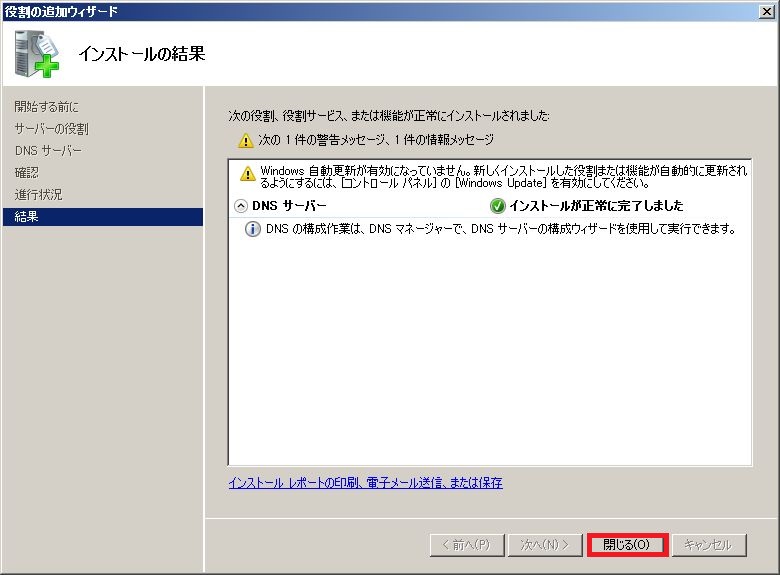 役割の追加ウィザード
インストールの結果
開始する前に
サーバーの役割
DNS サーバー
確認
進行状況
結果
次の役割、役割サービス、または機能が正常にインストールされました:
次の 1 件の警告メッセージ、1 件の情報メッセージ
Windows 自動更新が有効になっていません。新しくインストールした役割または機能が自動的に更新され
るようにするには、[コントロール パネル] の [Windows Update] を有効にしてください。
DNS サーバー インストールが正常に完了しました
DNS の構成作業は、DNS マネージャーで、DNS サーバーの構成ウィザードを使用して実行できます。
インストール レポートの印刷、電子メール送信、または保存
< 前へ(P) 次へ(N) > 閉じる(O) キャンセル